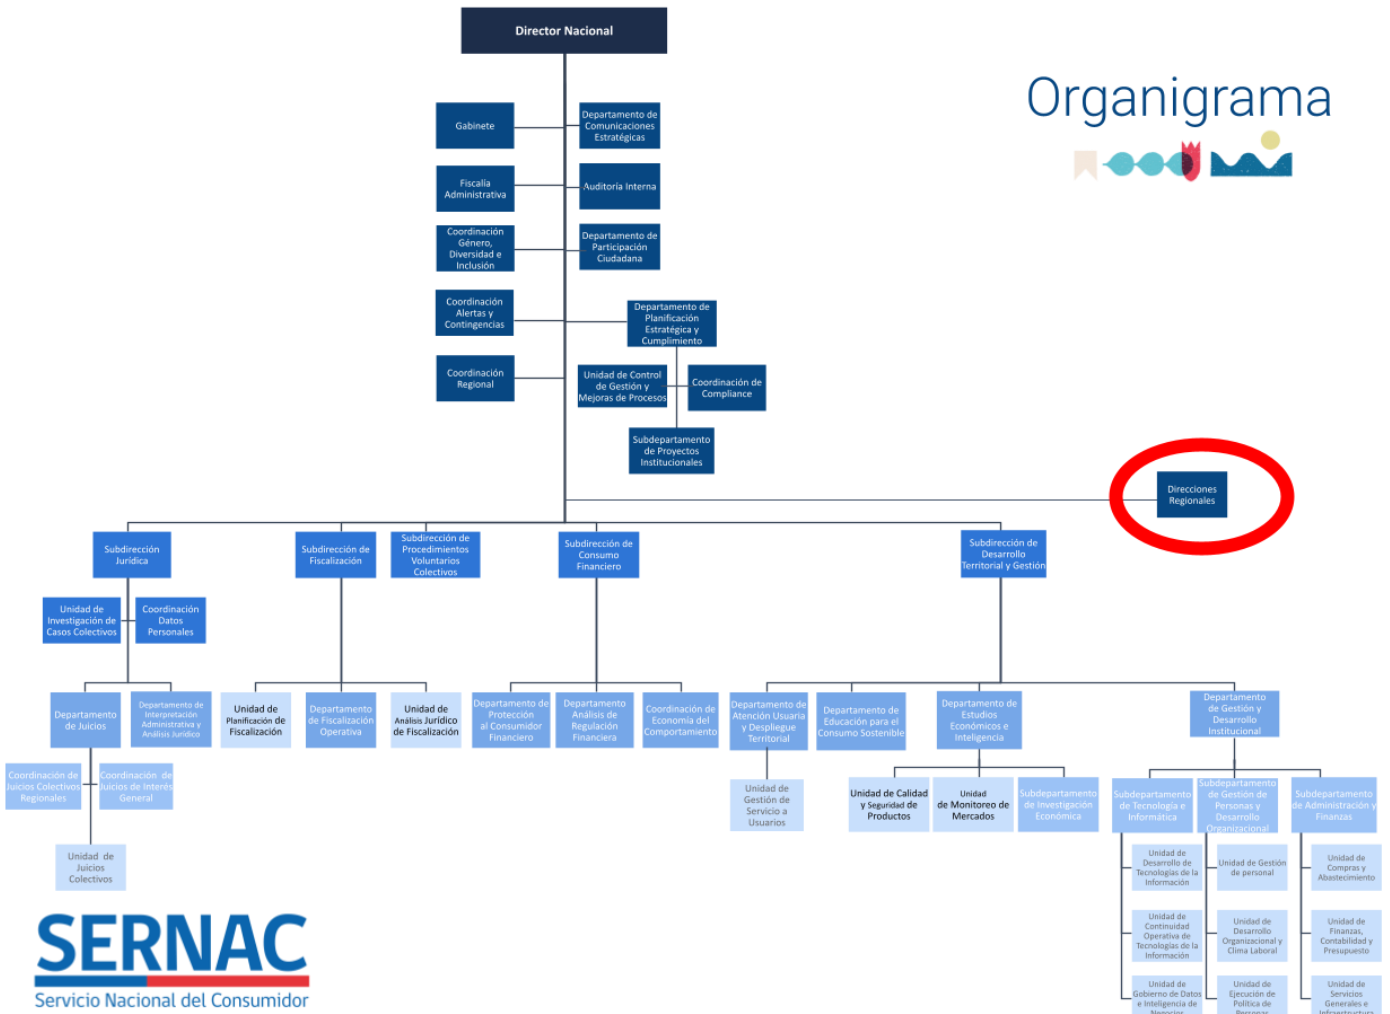 Director Nacional
Organigrama
Gabinete
Departamento de
Comunicaciones
Estratégicas
Fiscalía
Administrativa
Auditoría Interna
Coordinación
Género,
Diversidad e
Inclusión
Departamento de
Participación
Ciudadana
Coordinación
Alertas y
Contingencias
Departamento de
Planificación
Estratégica y
Cumplimiento
Coordinación
Regional
Unidad de Control
de Gestión y
Mejoras de Procesos
Coordinación de
Compliance
Subdepartamento
de Proyectos
Institucionales
Direcciones
Regionales
Subdirección
Jurídica
Subdirección de
Fiscalización
Subdirección de
Procedimientos
Voluntarios
Colectivos
Subdirección de
Consumo
Financiero
Subdirección de
Desarrollo
Territorial y Gestión
Unidad de
Investigación de
Casos Colectivos
Coordinación
Datos
Personales
Departamento
de Juicios
Departamento de
Interpretación
Administrativa y
Análisis Jurídico
Unidad de
Planificación de
Fiscalización
Departamento
de Fiscalización
Operativa
Unidad de
Análisis Jurídico
de Fiscalización
Departamento de
Protección
al Consumidor
Financiero
Departamento
Análisis de
Regulación
Financiera
Coordinación de
Economía del
Comportamiento
Departamento de
Atención Usuaria
y Despliegue
Territorial
Departamento de
Educación para el
Consumo Sostenible
Departamento de
Estudios
Económicos e
Inteligencia
Departamento
de Gestión y
Desarrollo
Institucional
Coordinación de
Juicios Colectivos
Regionales
Coordinación de
Juicios de Interés
General
Unidad de
Gestión de
Servicio a
Usuarios
Unidad de Calidad
y Seguridad de
Productos
Unidad
de Monitoreo de
Mercados
Subdepartamento
de Investigación
Económica
Subdepartamento
de Tecnología e
Informática
Subdepartamento
de Gestión de
Personas y
Desarrollo
Organizacional
Subdepartamento
de Administración y
Finanzas
Unidad de
Juicios
Colectivos
Unidad de
Desarrollo de
Tecnologías de la
Información
Unidad de Gestión
de personal
Unidad de
Compras y
Abastecimiento
Unidad de
Continuidad
Operativa de
Tecnologías de la
Información
Unidad de
Desarrollo
Organizacional y
Clima Laboral
Unidad de
Finanzas,
Contabilidad y
Presupuesto
Unidad de
Gobierno de Datos
e Inteligencia de
Negocios
Unidad de
Ejecución de
Política de
Personas
Unidad de
Servicios
Generales e
Infraestructura
SERNAC
Servicio Nacional del Consumidor